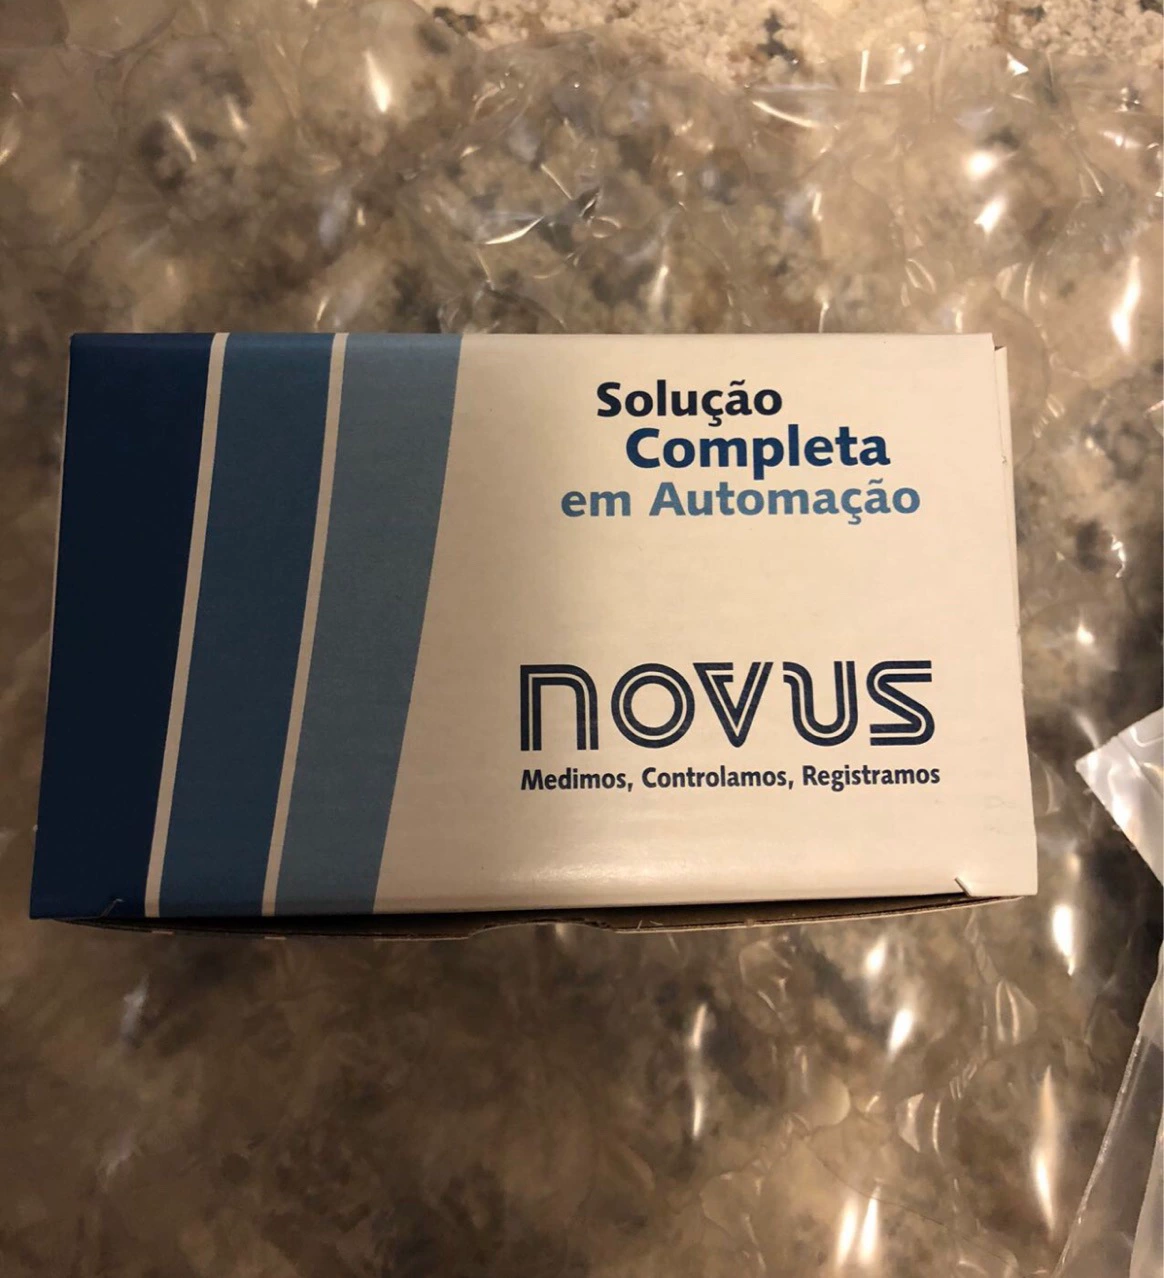 Solução
Completa
em Automação
novus
Medimos, Controlamos, Registramos